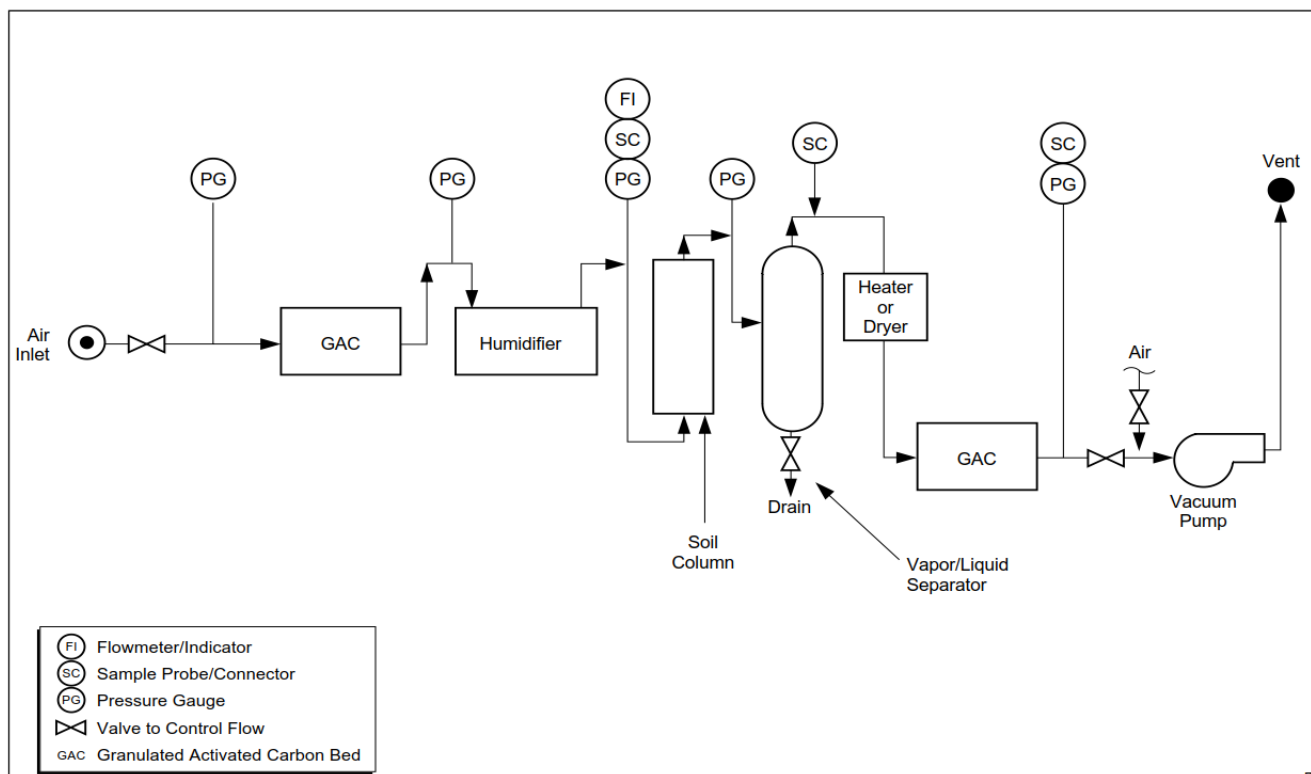 FI
SC
PG
PG
PG
PG
SC
SC
PG
Vent
Air
Inlet
GAC
Humidifier
Heater
or
Dryer
Air
GAC
Vacuum
Pump
Drain
Soil
Column
Vapor/Liquid
Separator
FI Flowmeter/Indicator
SC Sample Probe/Connector
PG Pressure Gauge
Valve to Control Flow
GAC Granulated Activated Carbon Bed